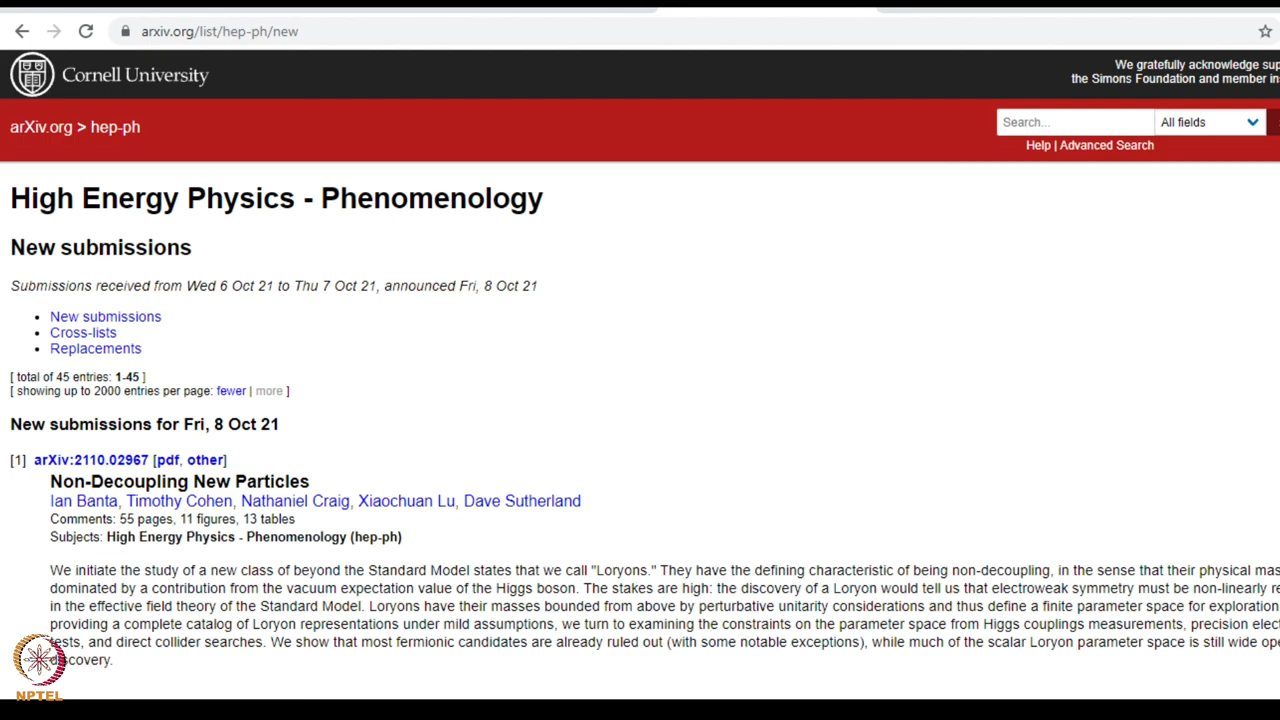 arxiv.org/list/hep-ph/new
Cornell University
We gratefully acknowledge
the Simons Foundation and member
arXiv.org > hep-ph
Search...
All fields
Help | Advanced Search
High Energy Physics - Phenomenology
New submissions
Submissions received from Wed 6 Oct 21 to Thu 7 Oct 21, announced Fri, 8 Oct 21
• New submissions
• Cross-lists
• Replacements
[ total of 45 entries: 1-45 ]
[ showing up to 2000 entries per page: fewer | more ]
New submissions for Fri, 8 Oct 21
[1] arXiv:2110.02967 [pdf, other]
Non-Decoupling New Particles
Ian Banta, Timothy Cohen, Nathaniel Craig, Xiaochuan Lu, Dave Sutherland
Comments: 55 pages, 11 figures, 13 tables
Subjects: High Energy Physics - Phenomenology (hep-ph)
We initiate the study of a new class of beyond the Standard Model states that we call "Loryons." They have the defining characteristic of being non-decoupling, in the sense that their physical
dominated by a contribution from the vacuum expectation value of the Higgs boson. The stakes are high: the discovery of a Loryon would tell us that electroweak symmetry must be non-linearly
in the effective field theory of the Standard Model. Loryons have their masses bounded from above by perturbative unitarity considerations and thus define a finite parameter space for exploration
providing a complete catalog of Loryon representations under mild assumptions, we turn to examining the constraints on the parameter space from Higgs couplings measurements, precision
tests, and direct collider searches. We show that most fermionic candidates are already ruled out (with some notable exceptions), while much of the scalar Loryon parameter space is still wide
discovery.
NPTEL